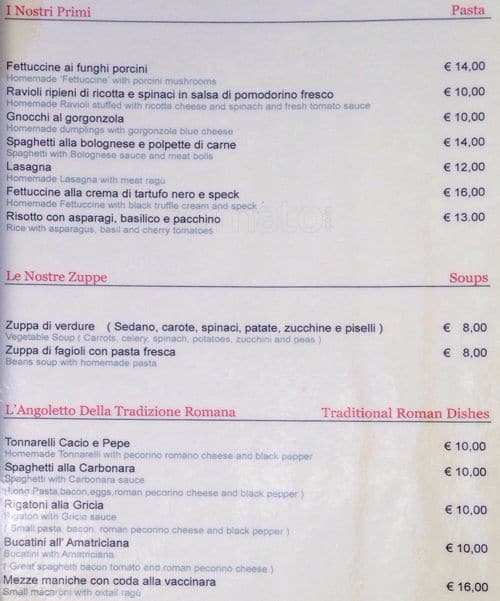 I Nostri Primi Pasta
Fettuccine ai funghi porcini € 14,00
Homemade 'Fettuccine' with porcini mushrooms
Ravioli ripieni di ricotta e spinaci in salsa di pomodorino fresco € 10,00
Homemade Ravioli stuffed with ricotta cheese and spinach and fresh tomato sauce
Gnocchi al gorgonzola € 10,00
Homemade dumplings with gorgonzola blue cheese
Spaghetti alla bolognese e polpette di carne € 14,00
Spaghetti with Bolognese sauce and meat bolls
Lasagna € 12,00
Homemade Lasagna with meat ragù
Fettuccine alla crema di tartufo nero e speck € 16,00
Homemade Fettuccine with black truffle cream and speck
Risotto con asparagi, basilico e pacchino € 13.00
Rice with asparagus, basil and cherry tomatoes
Le Nostre Zuppe Soups
Zuppa di verdure ( Sedano, carote, spinaci, patate, zucchine e piselli ) € 8,00
Vegetable Soup ( Carrots, celery, spinach, potatoes, zucchini and peas )
Zuppa di fagioli con pasta fresca € 8,00
Beans soup with homemade pasta
L'Angoletto Della Tradizione Romana Traditional Roman Dishes
Tonnarelli Cacio e Pepe € 10,00
Homemade Tonnarelli with pecorino romano cheese and black pepper
Spaghetti alla Carbonara € 10,00
Spaghetti with Carbonara sauce
( Long Pasta,bacon,eggs,roman pecorino cheese and black pepper )
Rigatoni alla Gricia € 10,00
Rigaton with Gricia sauce
( Small pasta, bacon, roman pecorino cheese and black pepper )
Bucatini all' Amatriciana € 10,00
Bucatini with Amatriciana
( Great spaghetti bacon tomato and roman pecorino cheese )
Mezze maniche con coda alla vaccinara € 16,00
Small macaroni with oxtail ragù